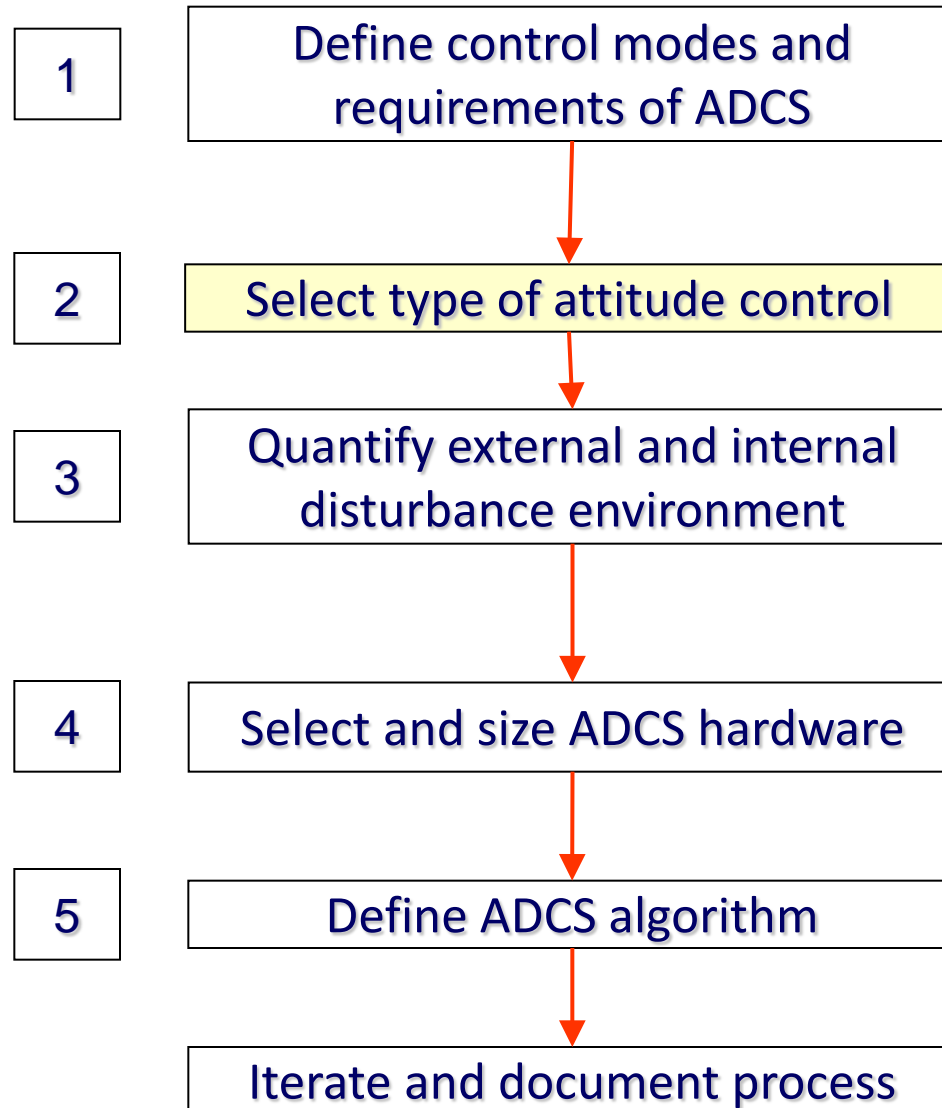 1
Define control modes and
requirements of ADCS
2
Select type of attitude control
3
Quantify external and internal
disturbance environment
4
Select and size ADCS hardware
5
Define ADCS algorithm
Iterate and document process